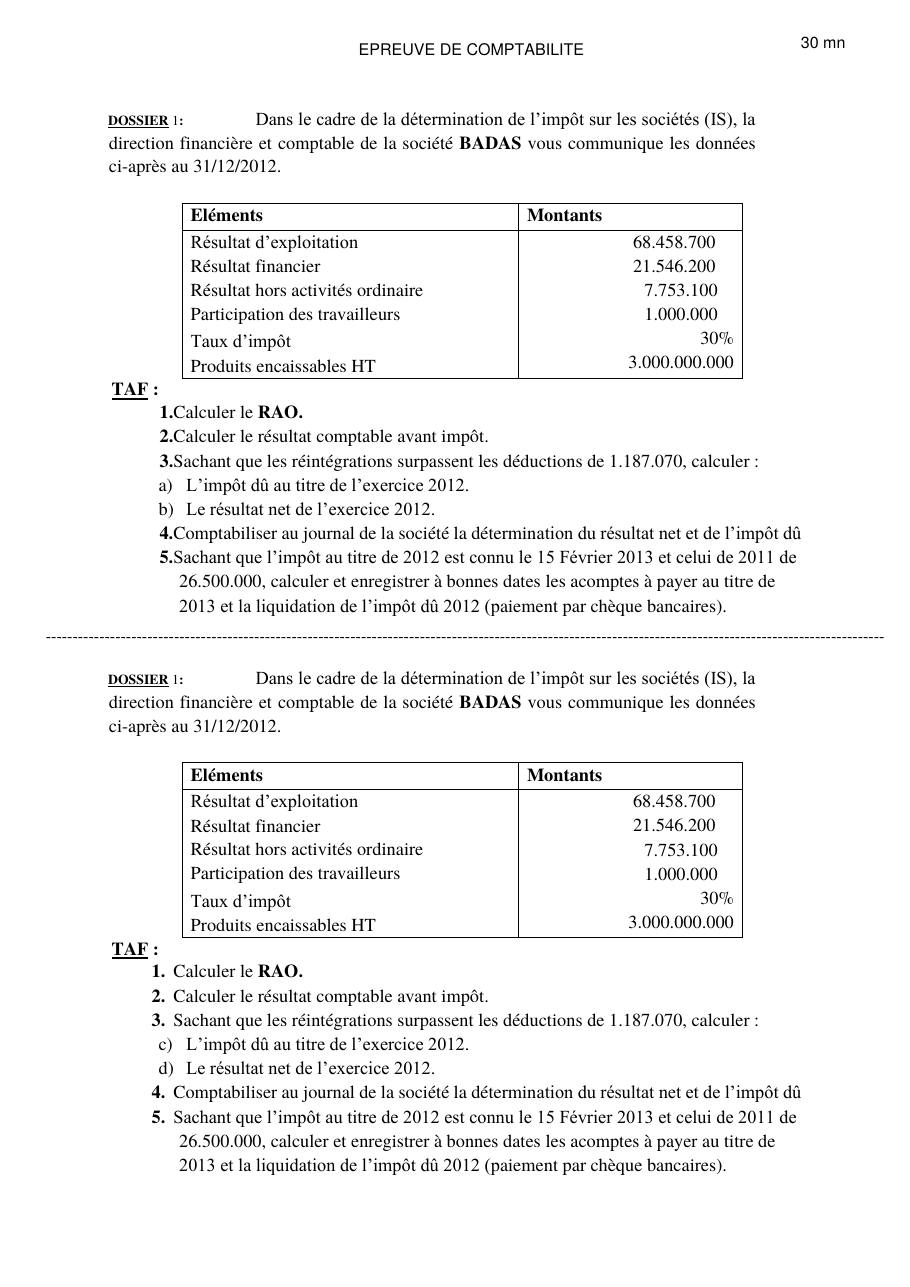 EPREUVE DE COMPTABILITE
30 mn
DOSSIER 1: Dans le cadre de la détermination de l’impôt sur les sociétés (IS), la
direction financière et comptable de la société BADAS vous communique les données
ci-après au 31/12/2012.
Eléments Montants
Résultat d’exploitation 68.458.700
Résultat financier 21.546.200
Résultat hors activités ordinaire 7.753.100
Participation des travailleurs 1.000.000
Taux d’impôt 30%
Produits encaissables HT 3.000.000.000
TAF :
1.Calculer le RAO.
2.Calculer le résultat comptable avant impôt.
3.Sachant que les réintégrations surpassent les déductions de 1.187.070, calculer :
a) L’impôt dû au titre de l’exercice 2012.
b) Le résultat net de l’exercice 2012.
4.Comptabiliser au journal de la société la détermination du résultat net et de l’impôt dû
5.Sachant que l’impôt au titre de 2012 est connu le 15 Février 2013 et celui de 2011 de
26.500.000, calculer et enregistrer à bonnes dates les acomptes à payer au titre de
2013 et la liquidation de l’impôt dû 2012 (paiement par chèque bancaires).
DOSSIER 1: Dans le cadre de la détermination de l’impôt sur les sociétés (IS), la
direction financière et comptable de la société BADAS vous communique les données
ci-après au 31/12/2012.
Eléments Montants
Résultat d’exploitation 68.458.700
Résultat financier 21.546.200
Résultat hors activités ordinaire 7.753.100
Participation des travailleurs 1.000.000
Taux d’impôt 30%
Produits encaissables HT 3.000.000.000
TAF :
1. Calculer le RAO.
2. Calculer le résultat comptable avant impôt.
3. Sachant que les réintégrations surpassent les déductions de 1.187.070, calculer :
c) L’impôt dû au titre de l’exercice 2012.
d) Le résultat net de l’exercice 2012.
4. Comptabiliser au journal de la société la détermination du résultat net et de l’impôt dû
5. Sachant que l’impôt au titre de 2012 est connu le 15 Février 2013 et celui de 2011 de
26.500.000, calculer et enregistrer à bonnes dates les acomptes à payer au titre de
2013 et la liquidation de l’impôt dû 2012 (paiement par chèque bancaires).